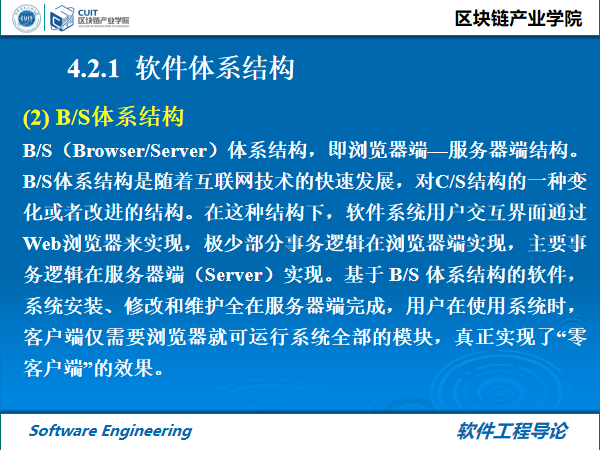 CUIT
区块链产业学院
区块链产业学院
4.2.1 软件体系结构
(2) B/S体系结构
B/S（Browser/Server）体系结构，即浏览器端—服务器端结构。
B/S体系结构是随着互联网技术的快速发展，对C/S结构的一种变
化或者改进的结构。在这种结构下，软件系统用户交互界面通过
Web浏览器来实现，极少部分事务逻辑在浏览器端实现，主要事
务逻辑在服务器端（Server）实现。基于 B/S 体系结构的软件，
系统安装、修改和维护全在服务器端完成，用户在使用系统时，
客户端仅需要浏览器就可运行系统全部的模块，真正实现了“零
客户端”的效果。
Software Engineering
软件工程导论